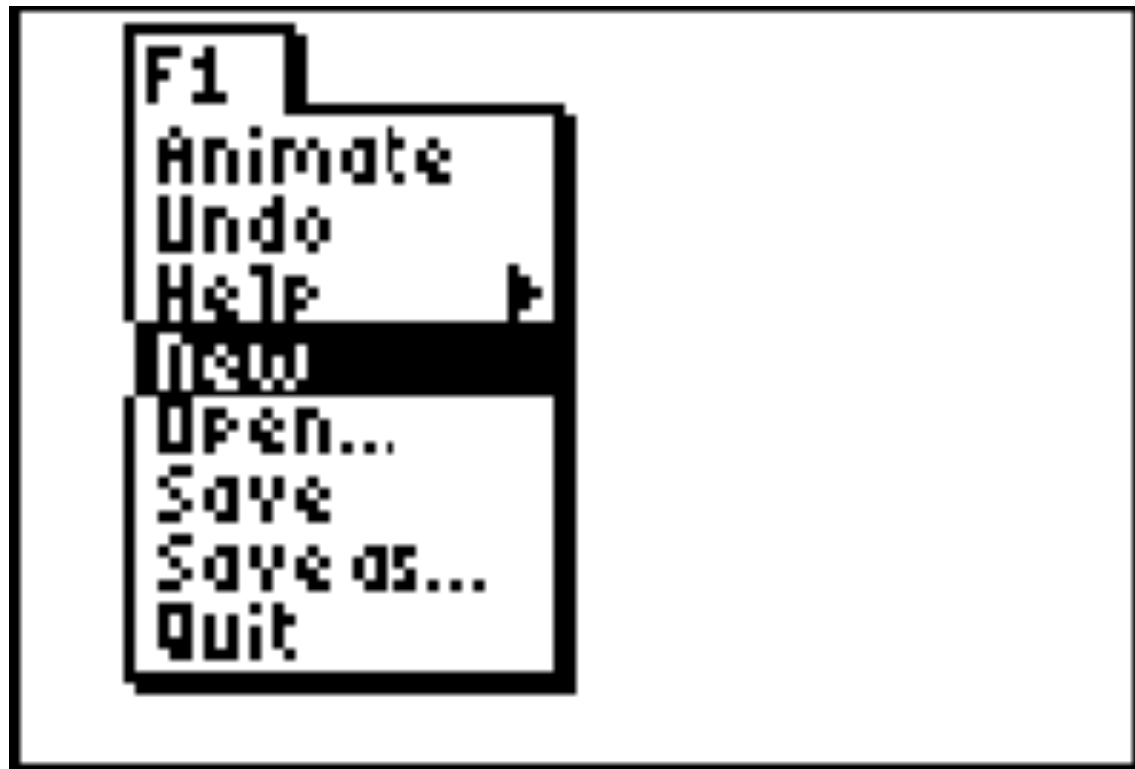 F1
Animate
Undo
Help
New
Open...
Save
Save as...
Quit